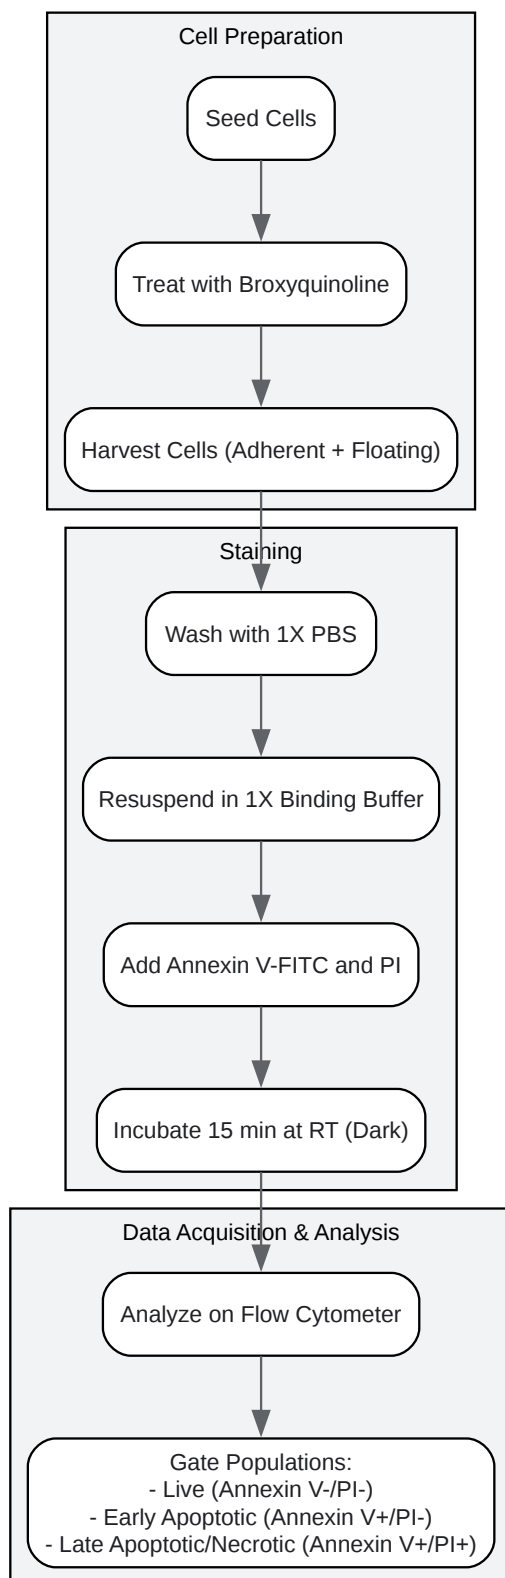 Cell Preparation
Seed Cells
Treat with Broxyquinoline
Harvest Cells (Adherent + Floating)
Staining
Wash with 1X PBS
Resuspend in 1X Binding Buffer
Add Annexin V-FITC and PI
Incubate 15 min at RT (Dark)
Data Acquisition & Analysis
Analyze on Flow Cytometer
Gate Populations:
- Live (Annexin V-/PI-)
- Early Apoptotic (Annexin V+/PI-)
- Late Apoptotic/Necrotic (Annexin V+/PI+)